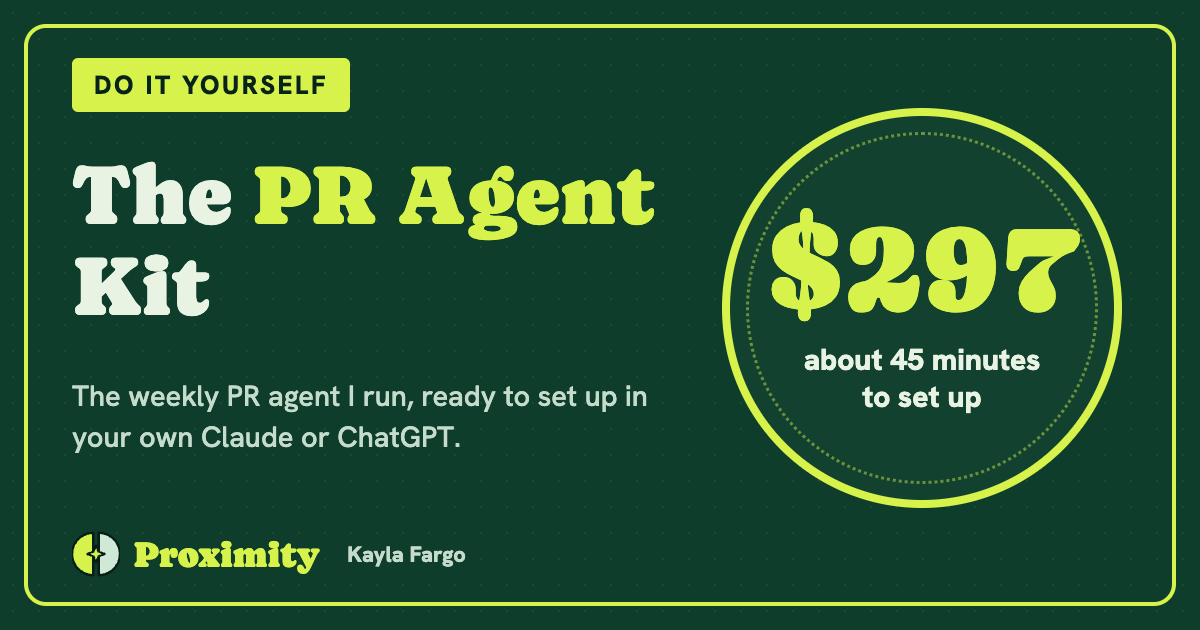 DO IT YOURSELF
The PR Agent
Kit
The weekly PR agent I run, ready to set up in
your own Claude or ChatGPT.
$297
about 45 minutes
to set up
Proximity Kayla Fargo